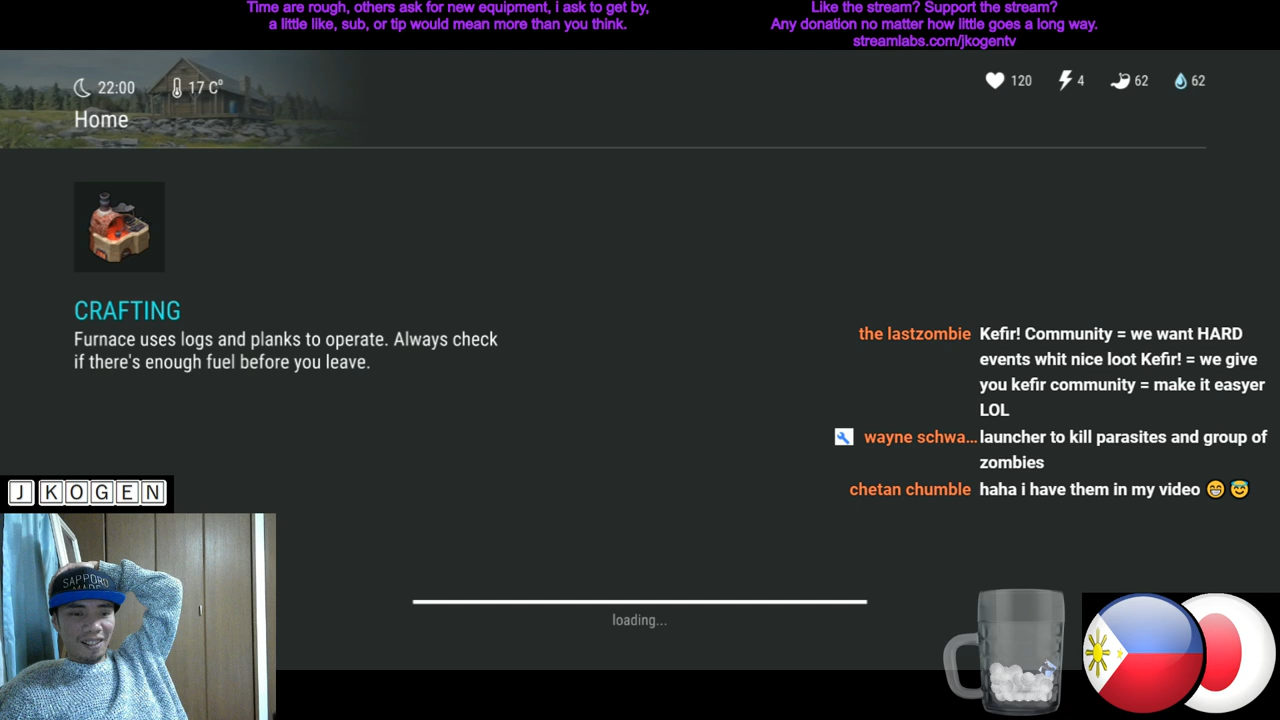 Time are rough, others ask for new equipment, i ask to get by,
a little like, sub, or tip would mean more than you think.
Like the stream? Support the stream?
Any donation no matter how little goes a long way.
streamlabs.com/jkogentv
22:00 17 C°
Home
120 4 62 62
CRAFTING
Furnace uses logs and planks to operate. Always check
if there's enough fuel before you leave.
the lastzombie Kefir! Community = we want HARD
events whit nice loot Kefir! = we give
you kefir community = make it easyer
LOL
wayne schwa... launcher to kill parasites and group of
zombies
chetan chumble haha i have them in my video 😁 😇
J KOGEN
SAPPORO
loading...